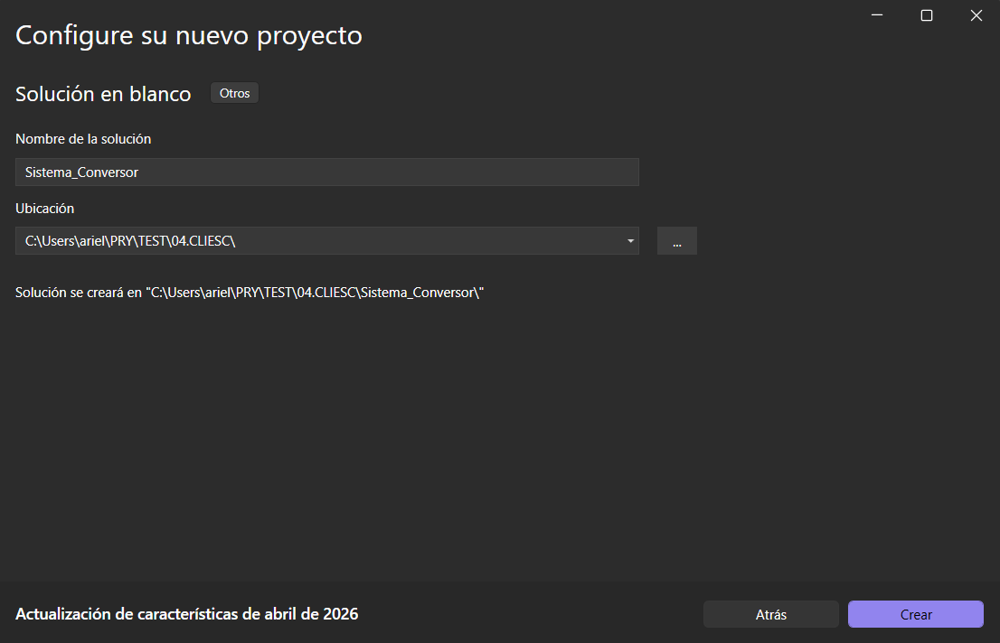 Configure su nuevo proyecto
Solución en blanco Otros
Nombre de la solución
Sistema_Conversor
Ubicación
C:\Users\ariel\PRY\TEST\04.CLIESC\
...
Solución se creará en "C:\Users\ariel\PRY\TEST\04.CLIESC\Sistema_Conversor\"
Actualización de características de abril de 2026
Atrás
Crear